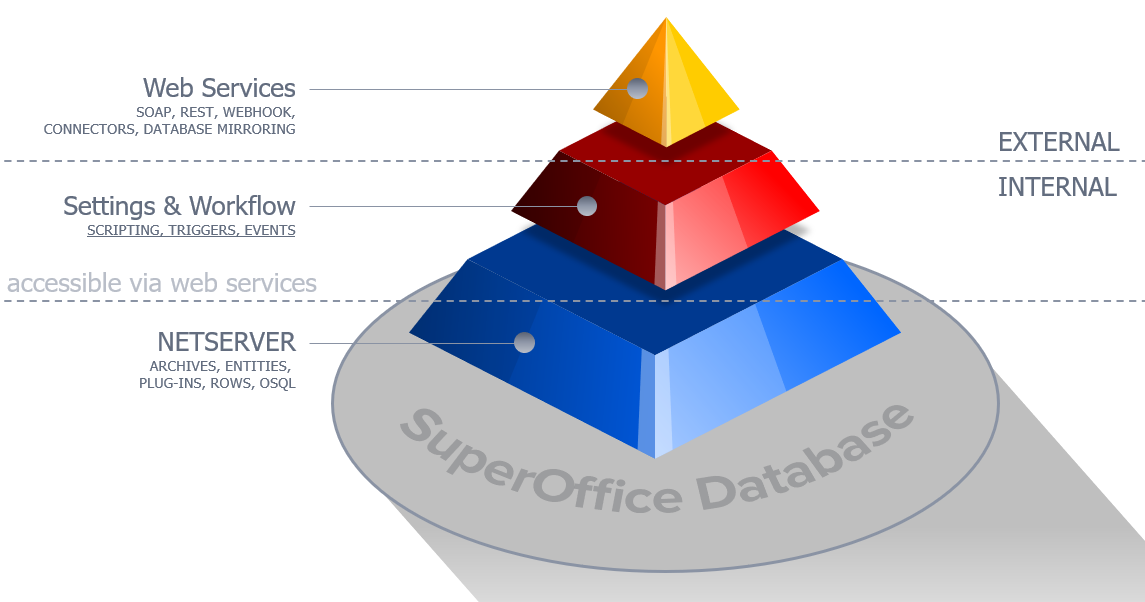 Web Services
SOAP, REST, WEBHOOK,
CONNECTORS, DATABASE MIRRORING
EXTERNAL
INTERNAL
Settings & Workflow
SCRIPTING, TRIGGERS, EVENTS
accessible via web services
NETSERVER
ARCHIVES, ENTITIES,
PLUG-INS, ROWS, OSQL
SuperOffice Database